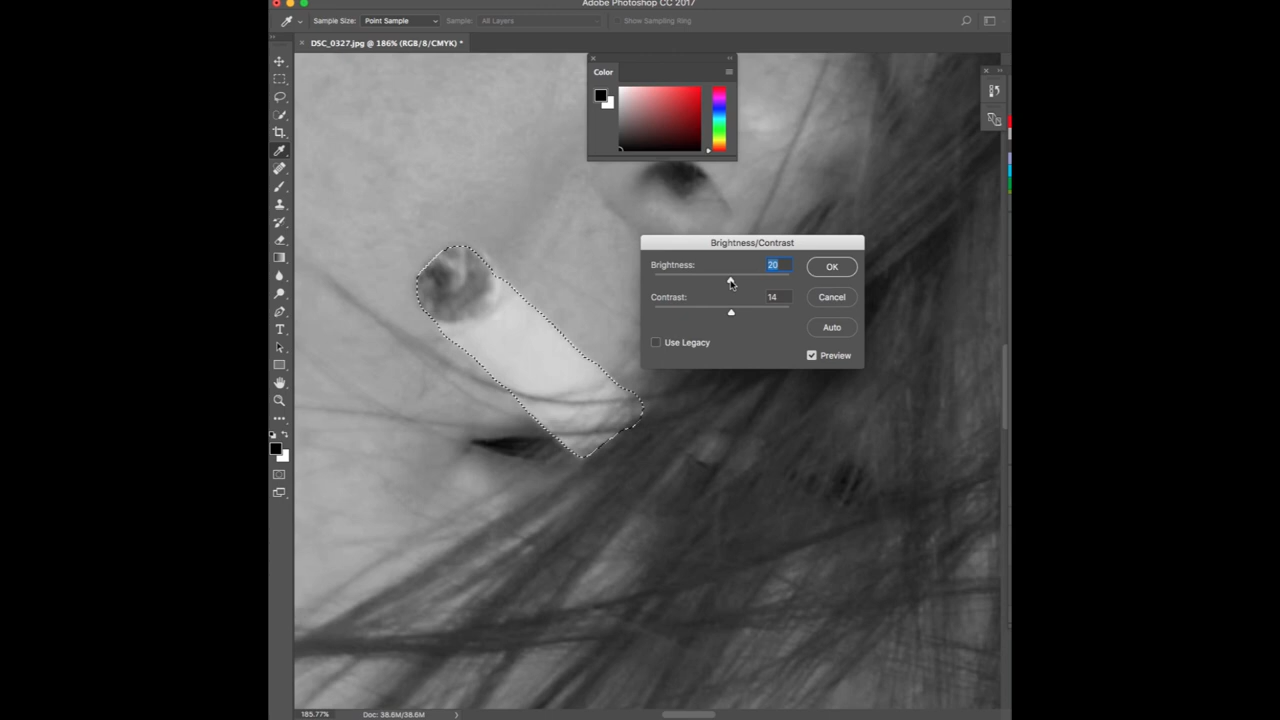 Adobe Photoshop CC 2017
Sample Size: Point Sample Sample: All Layers Show Sampling Ring
DSC_0327.jpg @ 186% (RGB/8/CMYK) *
Color
Brightness/Contrast
Brightness: 20 OK
Contrast: 14 Cancel
Auto
Use Legacy
Preview
185.77% Doc: 38.6M/38.6M